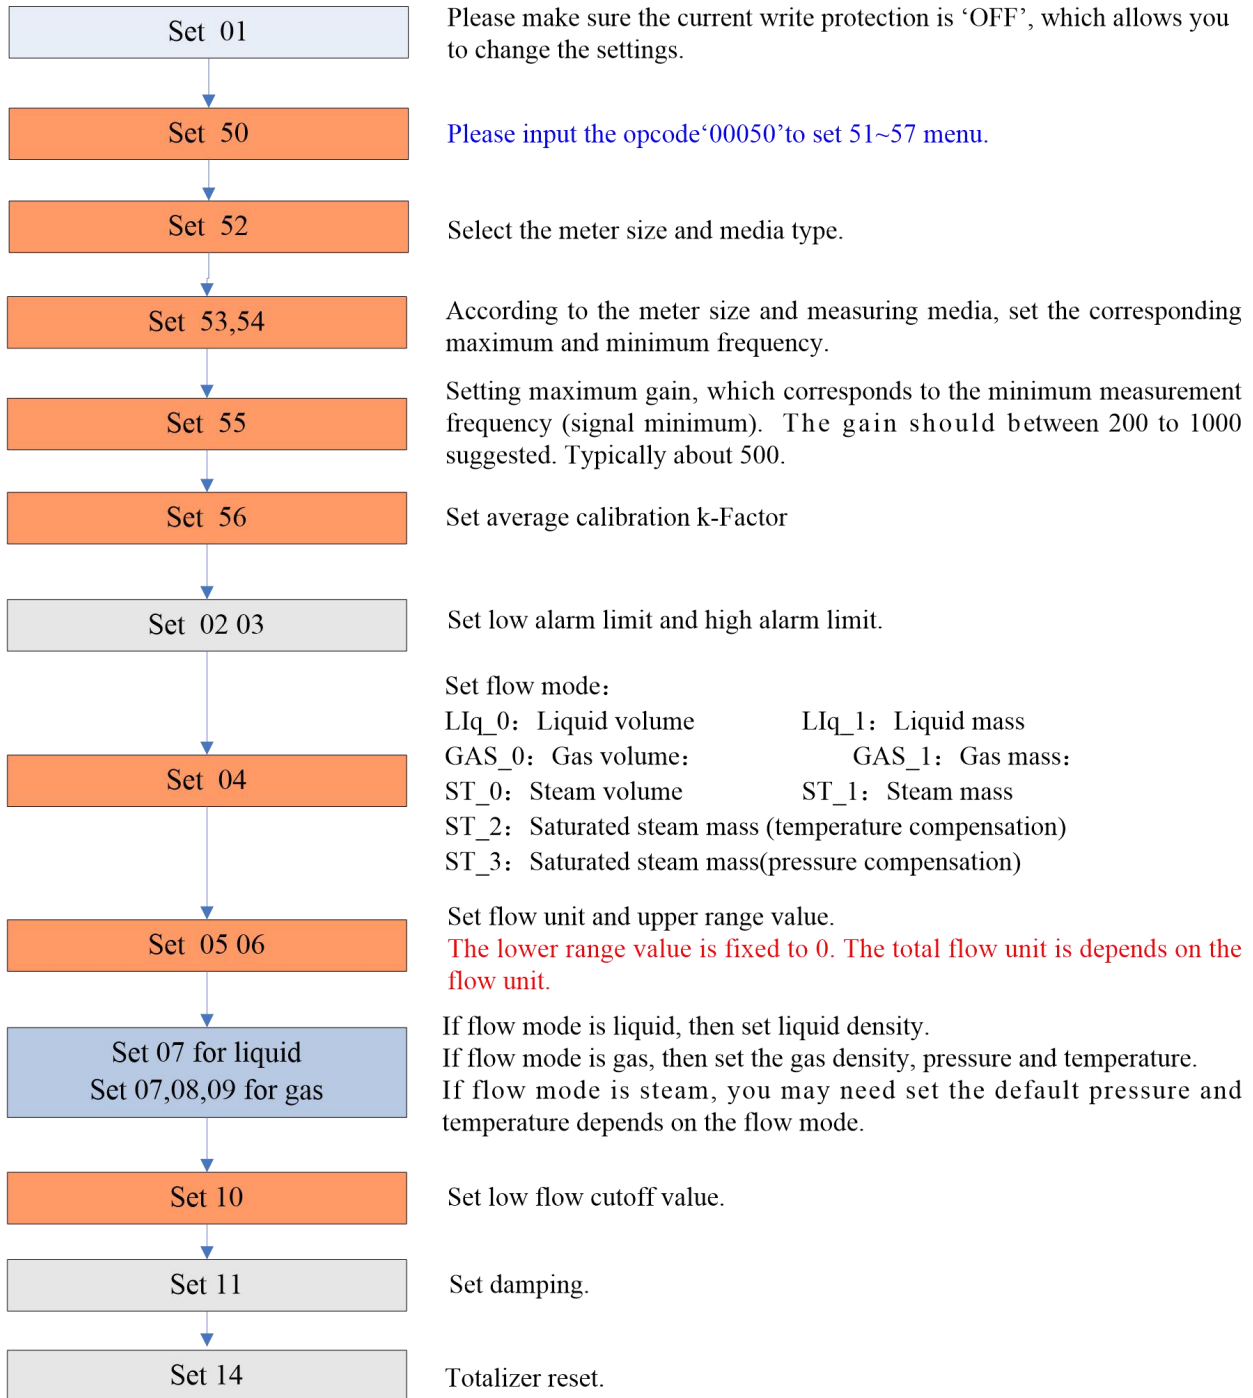 Set 01
Please make sure the current write protection is ‘OFF’, which allows you
to change the settings.
Set 50
Please input the opcode‘00050’to set 51~57 menu.
Set 52
Select the meter size and media type.
Set 53,54
According to the meter size and measuring media, set the corresponding
maximum and minimum frequency.
Set 55
Setting maximum gain, which corresponds to the minimum measurement
frequency (signal minimum). The gain should between 200 to 1000
suggested. Typically about 500.
Set 56
Set average calibration k-Factor
Set 02 03
Set low alarm limit and high alarm limit.
Set 04
Set flow mode：
LIq_0：Liquid volume LIq_1：Liquid mass
GAS_0：Gas volume： GAS_1：Gas mass：
ST_0：Steam volume ST_1：Steam mass
ST_2：Saturated steam mass (temperature compensation)
ST_3：Saturated steam mass(pressure compensation)
Set 05 06
Set flow unit and upper range value.
The lower range value is fixed to 0. The total flow unit is depends on the
flow unit.
Set 07 for liquid
Set 07,08,09 for gas
If flow mode is liquid, then set liquid density.
If flow mode is gas, then set the gas density, pressure and temperature.
If flow mode is steam, you may need set the default pressure and
temperature depends on the flow mode.
Set 10
Set low flow cutoff value.
Set 11
Set damping.
Set 14
Totalizer reset.